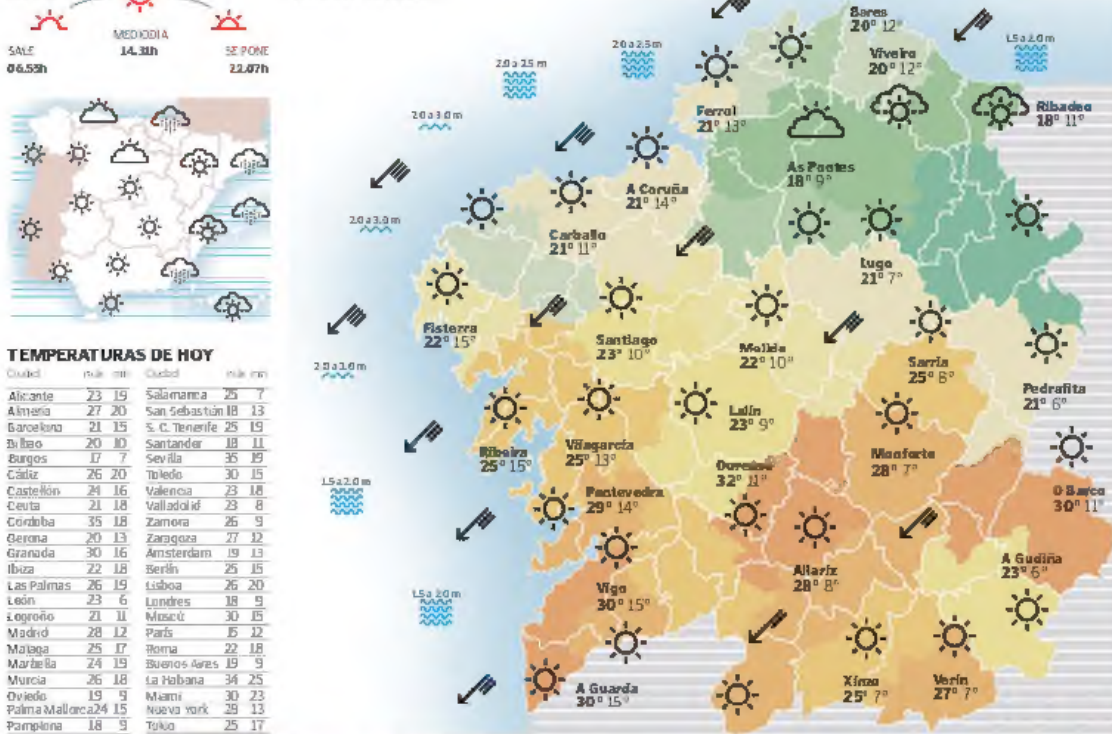 MEDIODIA
SALE 14.31h SE PONE
06.53h 22.07h
TEMPERATURAS DE HOY
Ciudad máx min Ciudad máx min
Alicante 23 19 Salamanca 25 7
Almería 27 20 San Sebastián 18 13
Barcelona 21 15 S. C. Tenerife 25 19
Bilbao 20 10 Santander 18 11
Burgos 17 7 Sevilla 35 19
Cádiz 26 20 Toledo 30 15
Castellón 24 16 Valencia 23 18
Ceuta 21 18 Valladolid 23 8
Córdoba 35 18 Zamora 26 9
Gerona 20 13 Zaragoza 27 12
Granada 30 16 Ámsterdam 19 13
Ibiza 22 18 Berlín 25 15
Las Palmas 26 19 Lisboa 26 20
León 23 6 Londres 18 9
Logroño 21 11 Moscú 30 15
Madrid 28 12 París 15 12
Málaga 25 17 Roma 22 18
Marbella 24 19 Buenos Aires 19 9
Murcia 26 18 La Habana 34 25
Oviedo 19 9 Miami 30 23
Palma Mallorca 24 15 Nueva York 29 13
Pamplona 18 9 Tokio 25 17
Bares
20° 12°
Viveiro
20° 12°
1.5 a 2.0 m
2.0 a 2.5 m
2.0 a 2.5 m
Ferrol
21° 13°
Ribadeo
18° 11°
2.0 a 3.0 m
As Pontes
18° 9°
A Coruña
21° 14°
2.0 a 3.0 m
Carballo
21° 11°
Lugo
21° 7°
Fisterra
22° 15°
Santiago
23° 10°
Melide
22° 10°
Sarria
25° 8°
Pedrafita
21° 6°
Lalín
23° 9°
Ribeira
25° 15°
Vilagarcía
25° 13°
Monforte
28° 7°
Ourense
32° 11°
1.5 a 2.0 m
Pontevedra
29° 14°
O Barco
30° 11°
A Gudiña
23° 6°
Allariz
28° 8°
1.5 a 2.0 m
Vigo
30° 15°
A Guarda
30° 15°
Xinzo
25° 7°
Verín
27° 7°